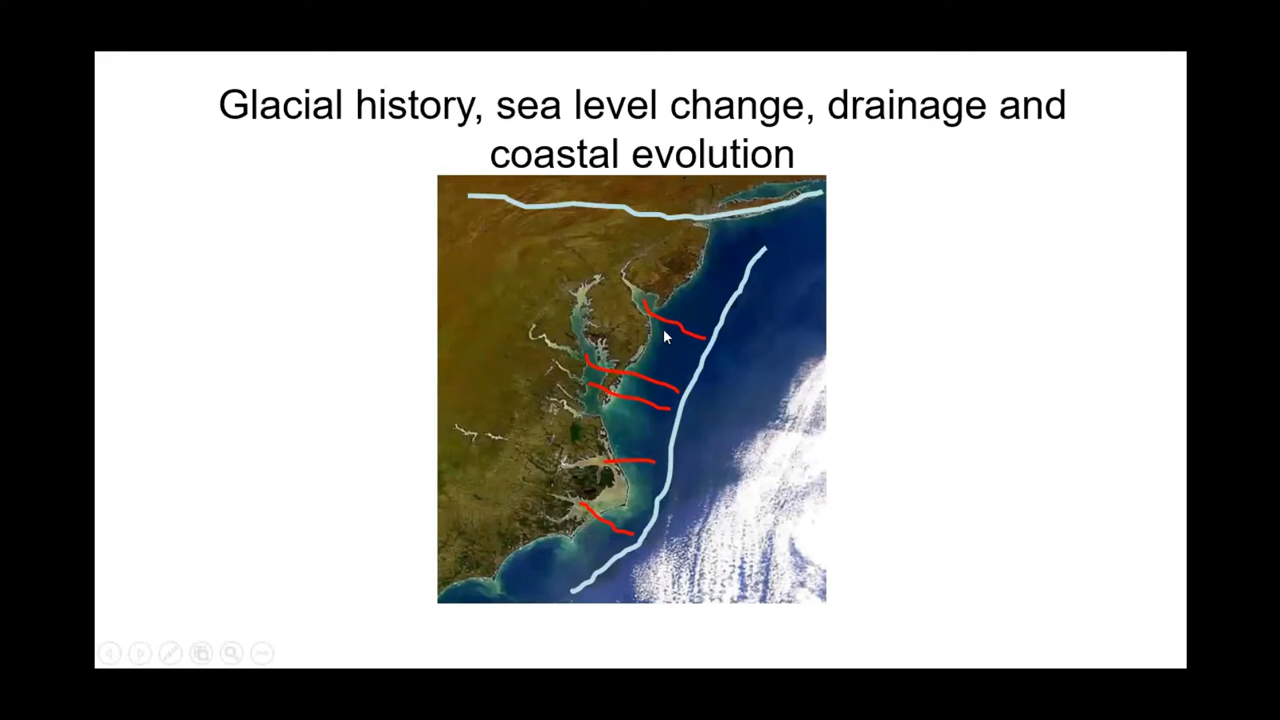 Glacial history, sea level change, drainage and
coastal evolution